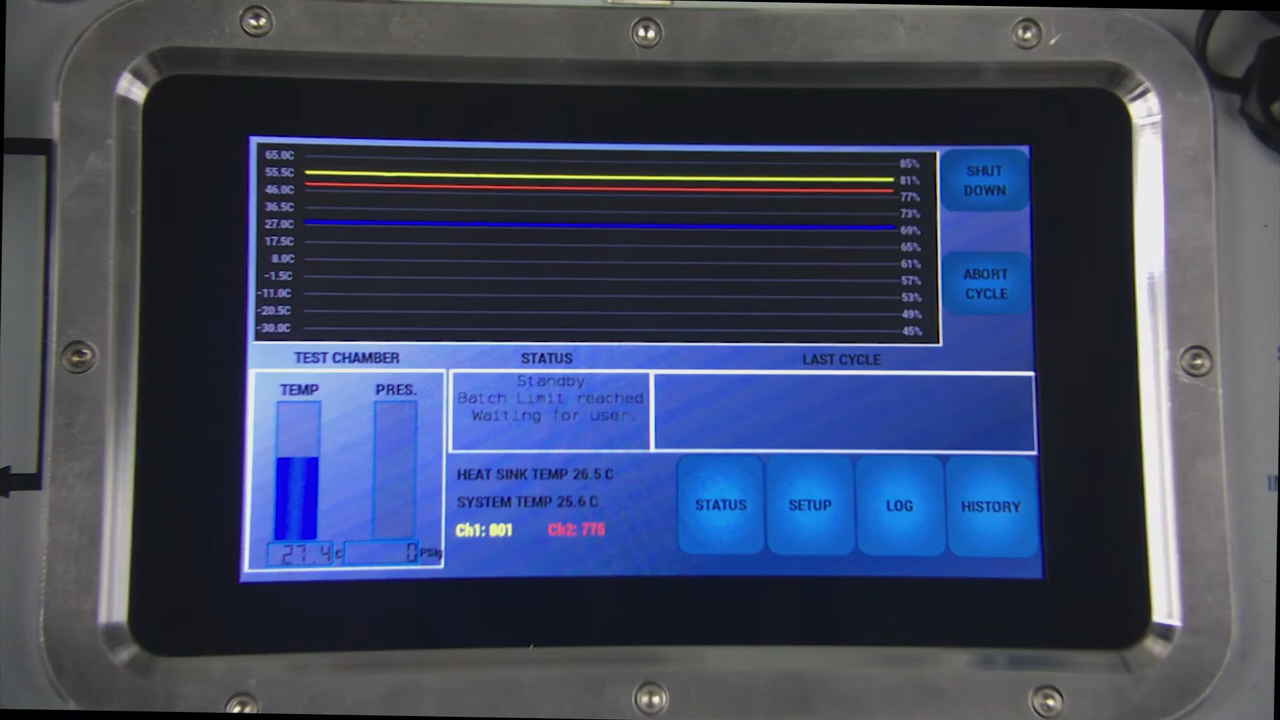 65.0C
55.5C
46.0C
36.5C
27.0C
17.5C
8.0C
-1.5C
-11.0C
-20.5C
-30.0C
85%
81%
77%
73%
69%
65%
61%
57%
53%
49%
45%
SHUT
DOWN
ABORT
CYCLE
TEST CHAMBER
STATUS
LAST CYCLE
TEMP
PRES.
27.4 C
0 PSIg
Standby
Batch Limit reached
Waiting for user.
HEAT SINK TEMP 26.5 C
SYSTEM TEMP 25.6 C
Ch1: 801
Ch2: 775
STATUS
SETUP
LOG
HISTORY